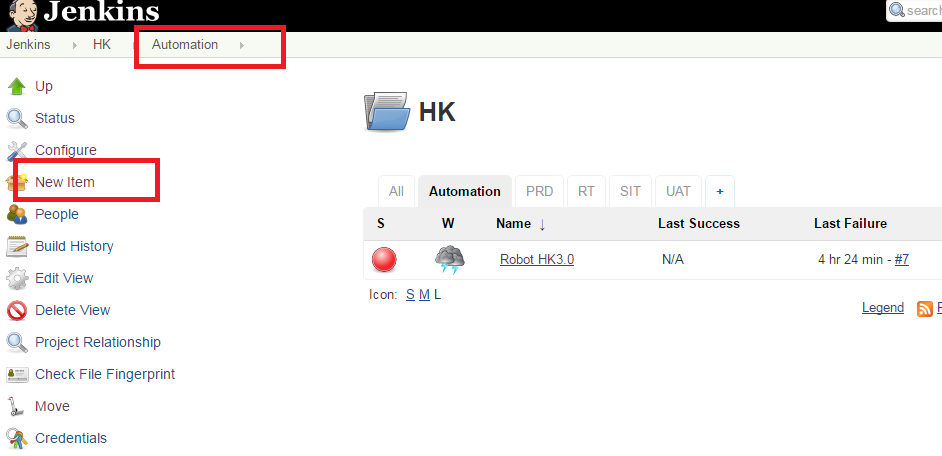 Jenkins
search
Jenkins HK Automation
Up
Status
Configure
New Item
People
Build History
Edit View
Delete View
Project Relationship
Check File Fingerprint
Move
Credentials
HK
All Automation PRD RT SIT UAT +
S W Name ↓ Last Success Last Failure
Robot HK3.0 N/A 4 hr 24 min - #7
Icon: S M L
Legend